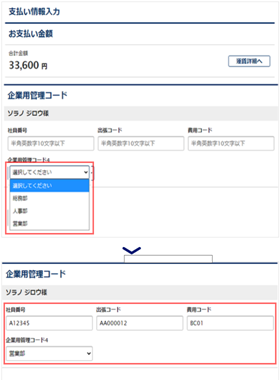 支払い情報入力
お支払い金額
合計金額
33,600 円
運賃詳細へ
企業用管理コード
ソラノ ジロウ様
社員番号 出張コード 費用コード
半角英数字10文字以下 半角英数字10文字以下 半角英数字10文字以下
企業用管理コード4
選択してください
選択してください
総務部
人事部
営業部
企業用管理コード
ソラノ ジロウ様
社員番号 出張コード 費用コード
A12345 AA000012 BC01
企業用管理コード4
営業部